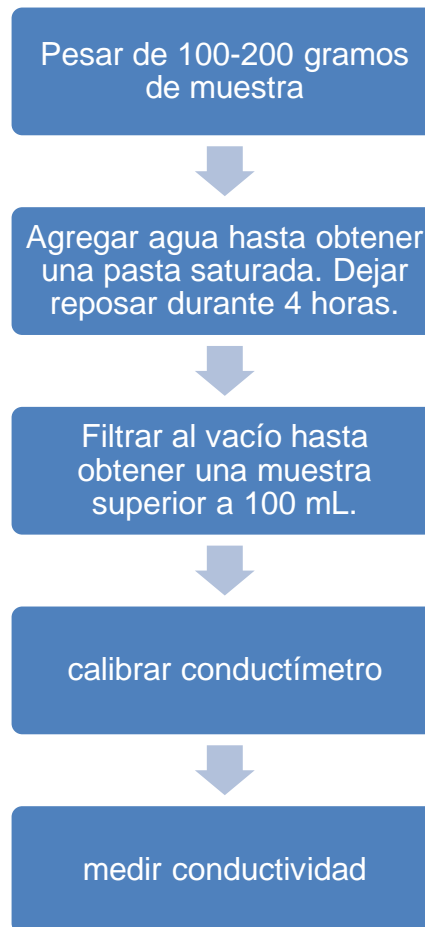 Pesar de 100-200 gramos
de muestra
Agregar agua hasta obtener
una pasta saturada. Dejar
reposar durante 4 horas.
Filtrar al vacío hasta
obtener una muestra
superior a 100 mL.
calibrar conductímetro
medir conductividad